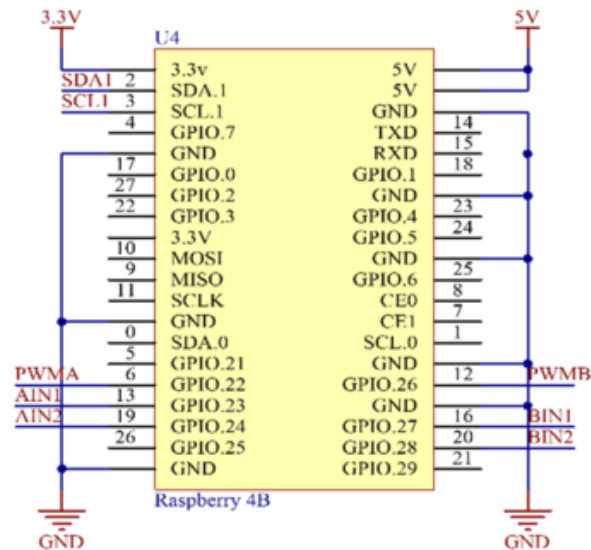 3.3V 5V
U4
3.3v 5V
SDA1 2 SDA.1 5V
SCL1 3 SCL.1 GND
4 GPIO.7 TXD 14
GND RXD 15
17 GPIO.0 GPIO.1 18
27 GPIO.2 GND
22 GPIO.3 GPIO.4 23
3.3V GPIO.5 24
10 MOSI GND
9 MISO GPIO.6 25
11 SCLK CE0 8
GND CE1 7
0 SDA.0 SCL.0 1
5 GPIO.21 GND
PWMA 6 GPIO.22 GPIO.26 12 PWMB
AIN1 13 GPIO.23 GND
AIN2 19 GPIO.24 GPIO.27 16 BIN1
26 GPIO.25 GPIO.28 20 BIN2
GND GPIO.29 21
Raspberry 4B
GND GND